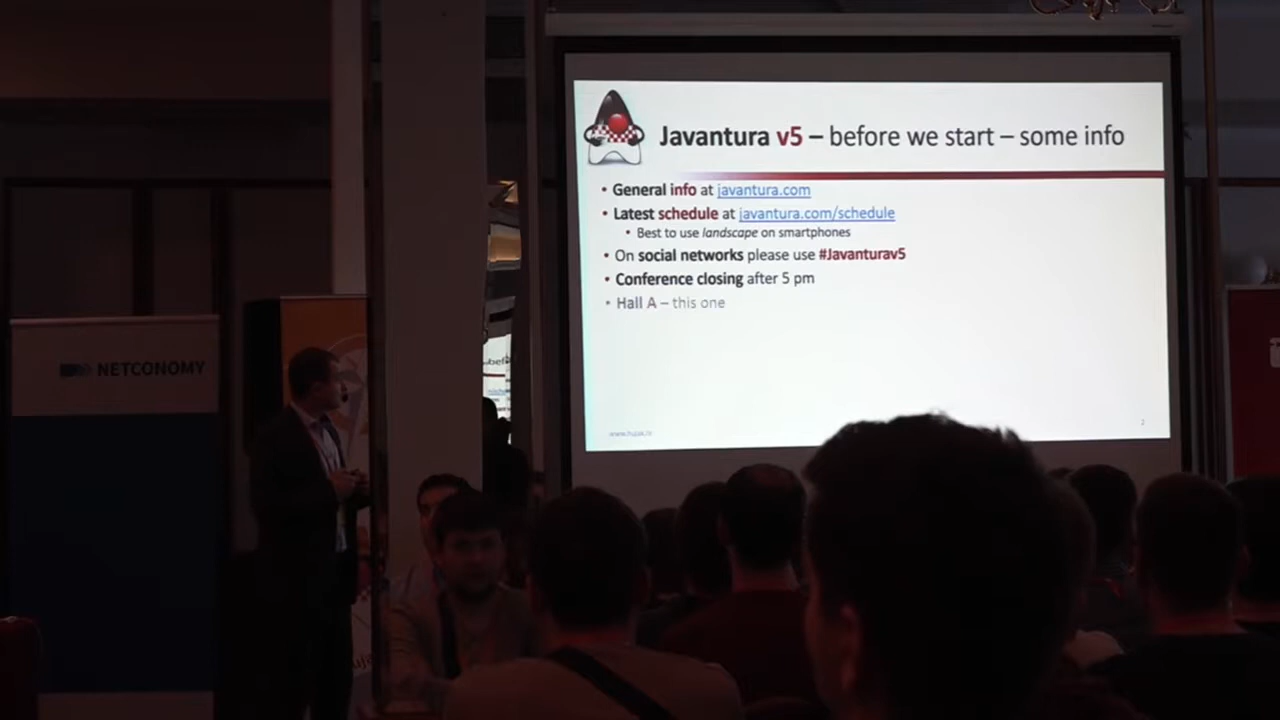 Javantura v5 – before we start – some info
• General info at javantura.com
• Latest schedule at javantura.com/schedule
• Best to use landscape on smartphones
• On social networks please use #Javanturav5
• Conference closing after 5 pm
• Hall A – this one
2
NETCONOMY